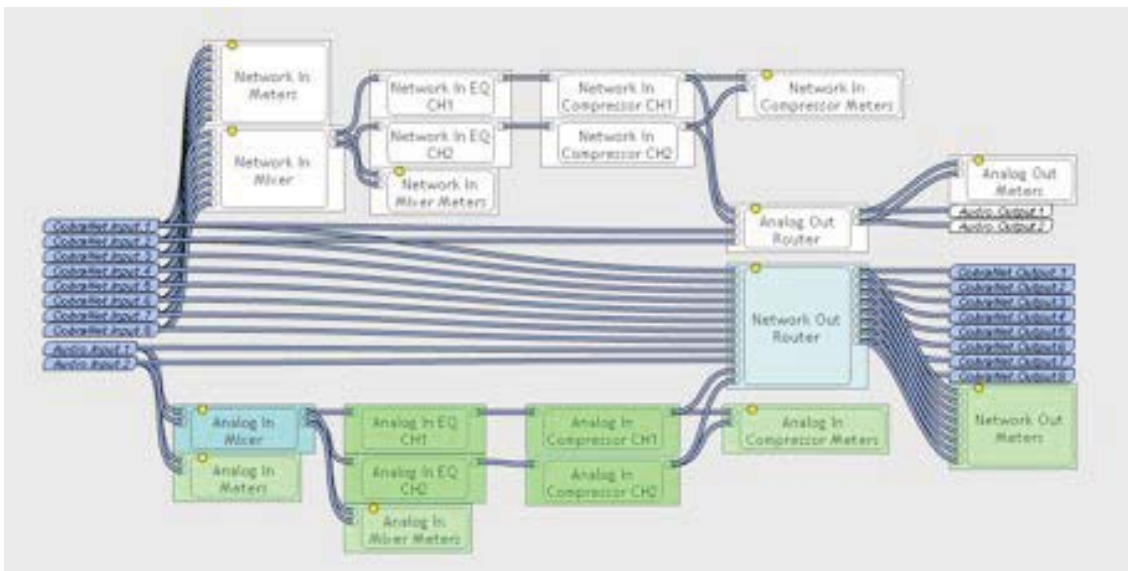 Network In
Meters
Network In
Mixer
Network In EQ
CH1
Network In EQ
CH2
Network In
Mixer Meters
Network In
Compressor CH1
Network In
Compressor CH2
Network In
Compressor Meters
Analog Out
Meters
Audio Output 1
Audio Output 2
Analog Out
Router
CobraNet Input 1
CobraNet Input 2
CobraNet Input 3
CobraNet Input 4
CobraNet Input 5
CobraNet Input 6
CobraNet Input 7
CobraNet Input 8
Audio Input 1
Audio Input 2
Network Out
Router
CobraNet Output 1
CobraNet Output 2
CobraNet Output 3
CobraNet Output 4
CobraNet Output 5
CobraNet Output 6
CobraNet Output 7
CobraNet Output 8
Network Out
Meters
Analog In
Mixer
Analog In
Meters
Analog In EQ
CH1
Analog In EQ
CH2
Analog In
Mixer Meters
Analog In
Compressor CH1
Analog In
Compressor CH2
Analog In
Compressor Meters